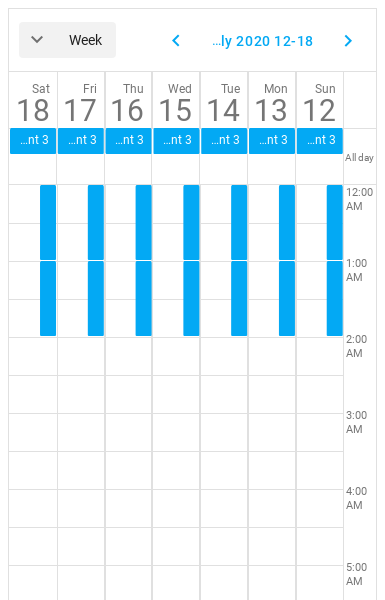 Week
…ly 2020 12-18
Sat Fri Thu Wed Tue Mon Sun
18 17 16 15 14 13 12
…nt 3 …nt 3 …nt 3 …nt 3 …nt 3 …nt 3 …nt 3
All day
12:00
AM
1:00
AM
2:00
AM
3:00
AM
4:00
AM
5:00
AM